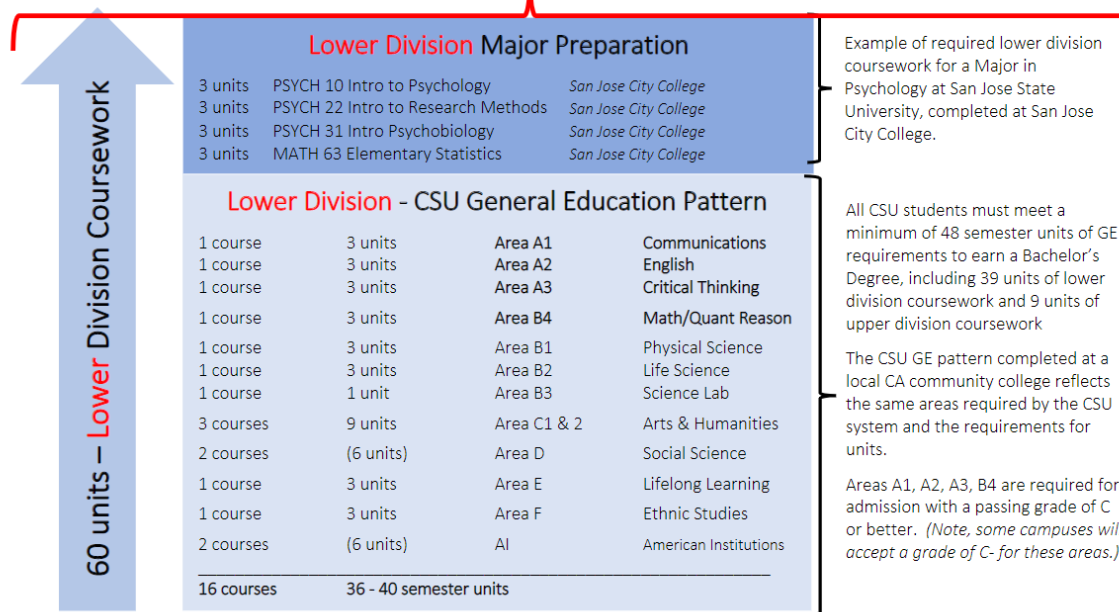 60 units – Lower Division Coursework
Lower Division Major Preparation
3 units PSYCH 10 Intro to Psychology San Jose City College
3 units PSYCH 22 Intro to Research Methods San Jose City College
3 units PSYCH 31 Intro Psychobiology San Jose City College
3 units MATH 63 Elementary Statistics San Jose City College
Example of required lower division
coursework for a Major in
Psychology at San Jose State
University, completed at San Jose
City College.
Lower Division - CSU General Education Pattern
1 course 3 units Area A1 Communications
1 course 3 units Area A2 English
1 course 3 units Area A3 Critical Thinking
1 course 3 units Area B4 Math/Quant Reason
1 course 3 units Area B1 Physical Science
1 course 3 units Area B2 Life Science
1 course 1 unit Area B3 Science Lab
3 courses 9 units Area C1 & 2 Arts & Humanities
2 courses (6 units) Area D Social Science
1 course 3 units Area E Lifelong Learning
1 course 3 units Area F Ethnic Studies
2 courses (6 units) AI American Institutions
16 courses 36 - 40 semester units
All CSU students must meet a
minimum of 48 semester units of GE
requirements to earn a Bachelor's
Degree, including 39 units of lower
division coursework and 9 units of
upper division coursework
The CSU GE pattern completed at a
local CA community college reflects
the same areas required by the CSU
system and the requirements for
units.
Areas A1, A2, A3, B4 are required for
admission with a passing grade of C
or better. (Note, some campuses wil
accept a grade of C- for these areas.)